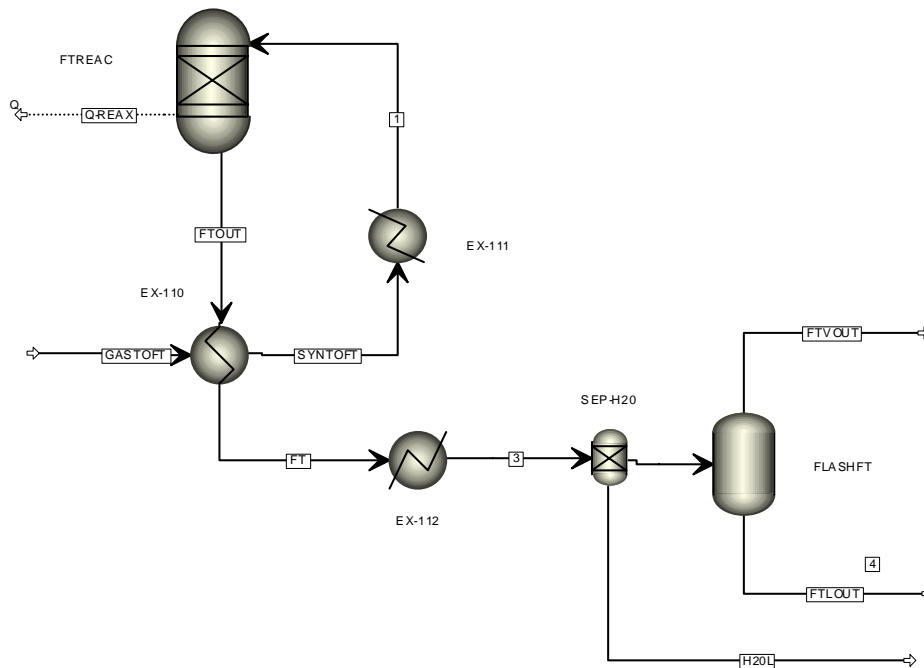 FTREAC
Q
Q-REAX
1
FTOUT
EX-111
EX-110
GASTOFT
SYNTOFT
FTVOUT
SEP-H20
FT
3
FLASHFT
EX-112
4
FTLOUT
H20L